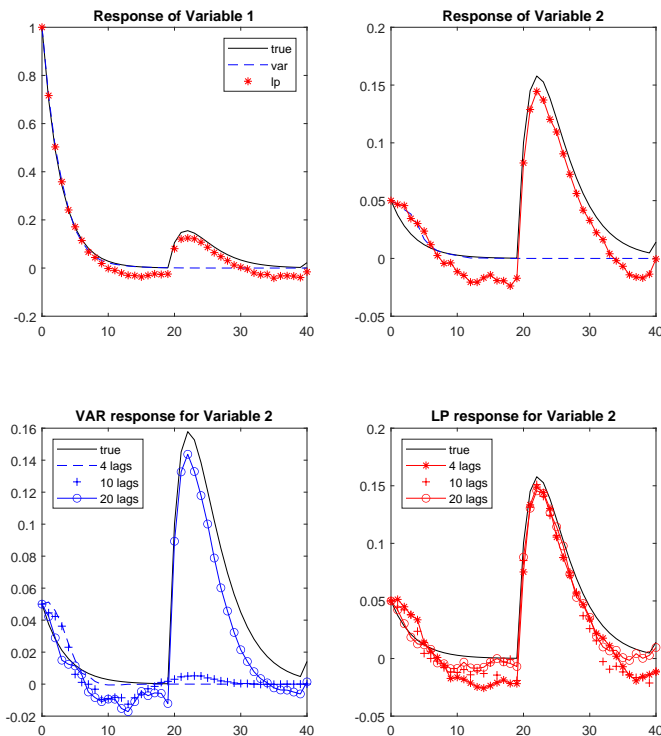 Response of Variable 1
1
0.8
0.6
0.4
0.2
0
-0.2
0 10 20 30 40
true
var
lp
Response of Variable 2
0.2
0.15
0.1
0.05
0
-0.05
0 10 20 30 40
VAR response for Variable 2
0.16
0.14
0.12
0.1
0.08
0.06
0.04
0.02
0
-0.02
0 10 20 30 40
true
4 lags
10 lags
20 lags
LP response for Variable 2
0.2
0.15
0.1
0.05
0
-0.05
0 10 20 30 40
true
4 lags
10 lags
20 lags